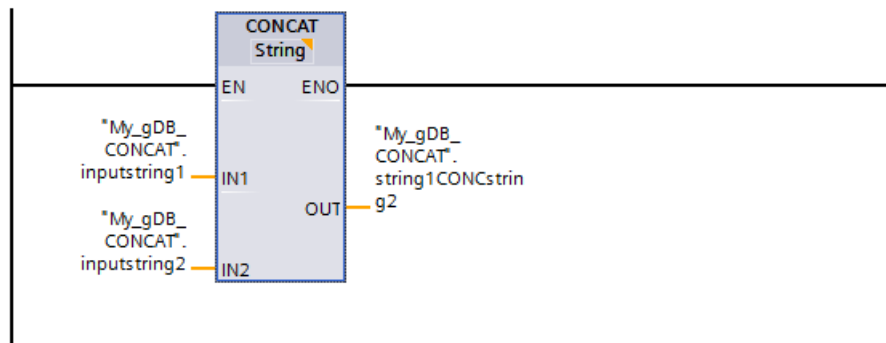 CONCAT
String
EN ENO
"My_gDB_
CONCAT".
inputstring1
IN1
"My_gDB_
CONCAT".
string1CONCstrin
g2
OUT
"My_gDB_
CONCAT".
inputstring2
IN2